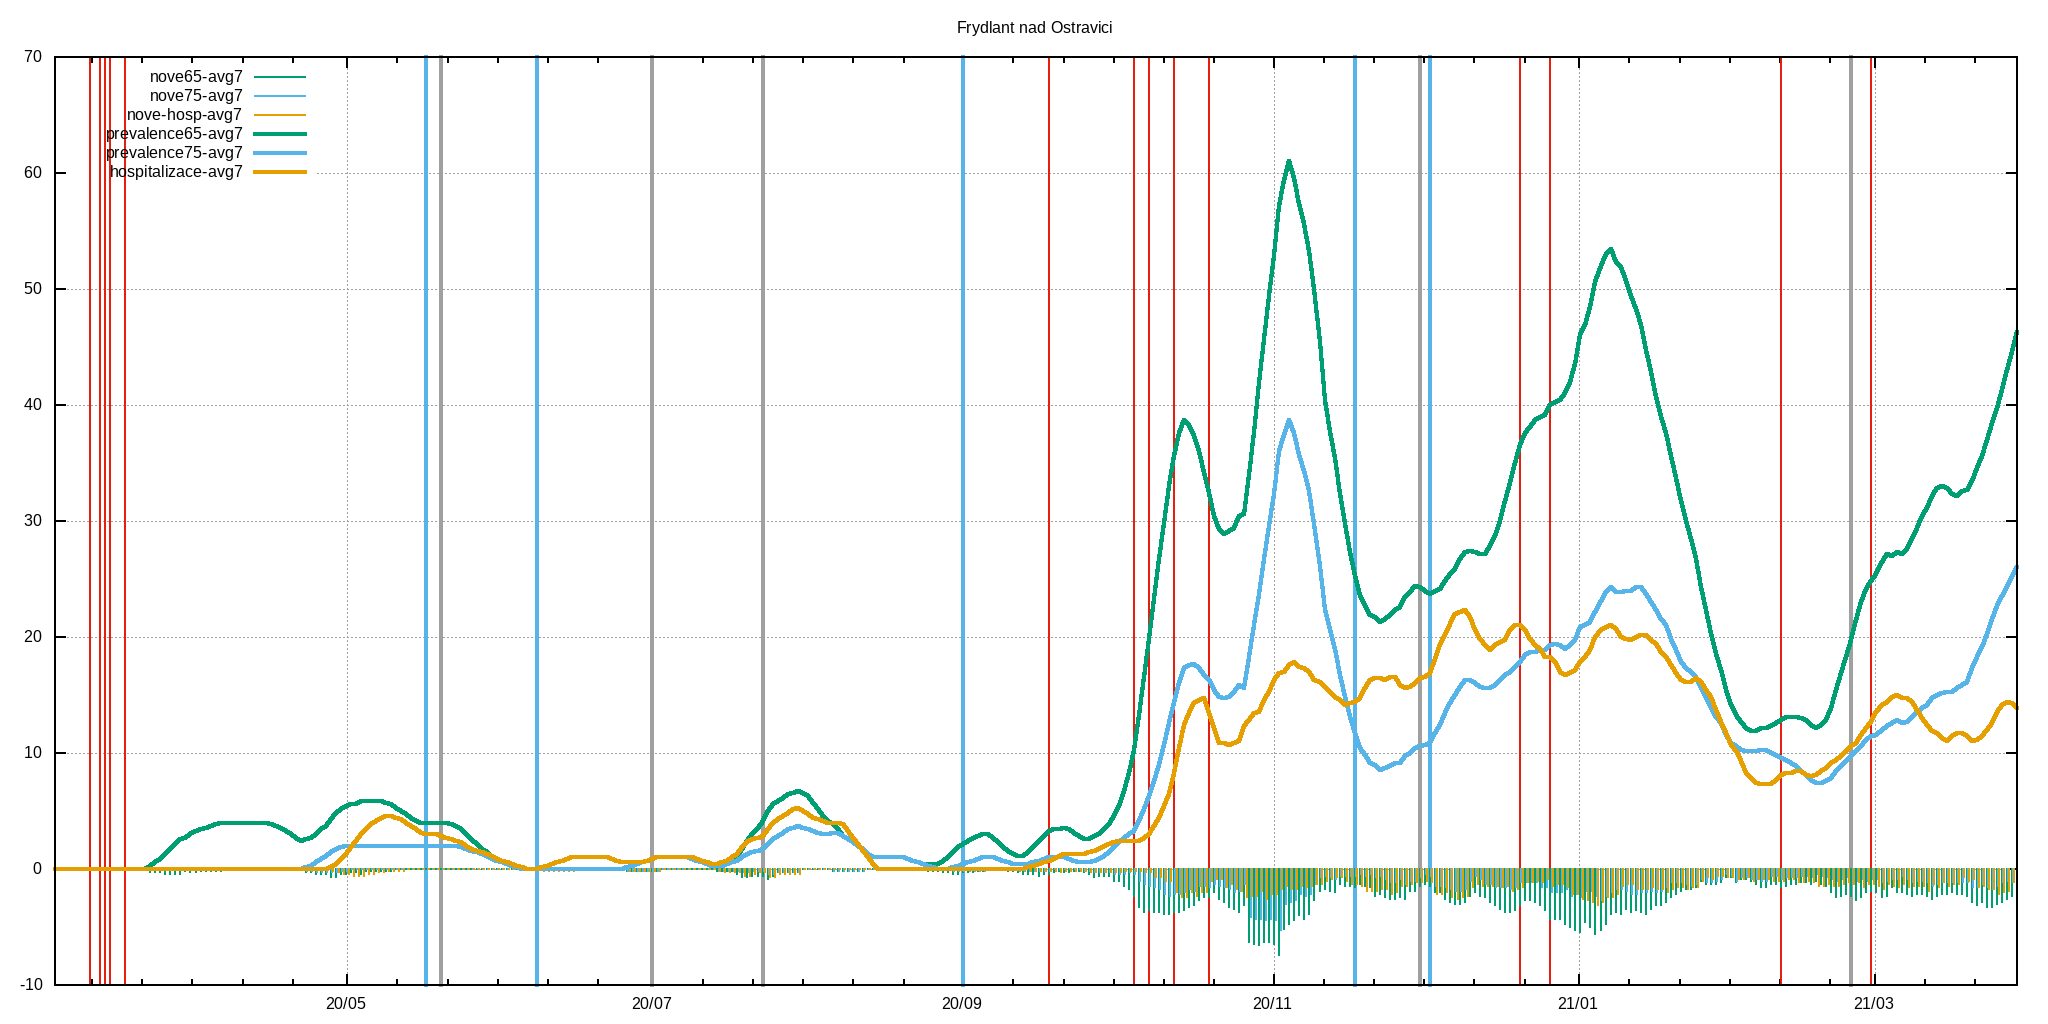 Frydlant nad Ostravici
70
60
50
40
30
20
10
0
-10
nove65-avg7
nove75-avg7
nove-hosp-avg7
prevalence65-avg7
prevalence75-avg7
hospitalizace-avg7
20/05
20/07
20/09
20/11
21/01
21/03